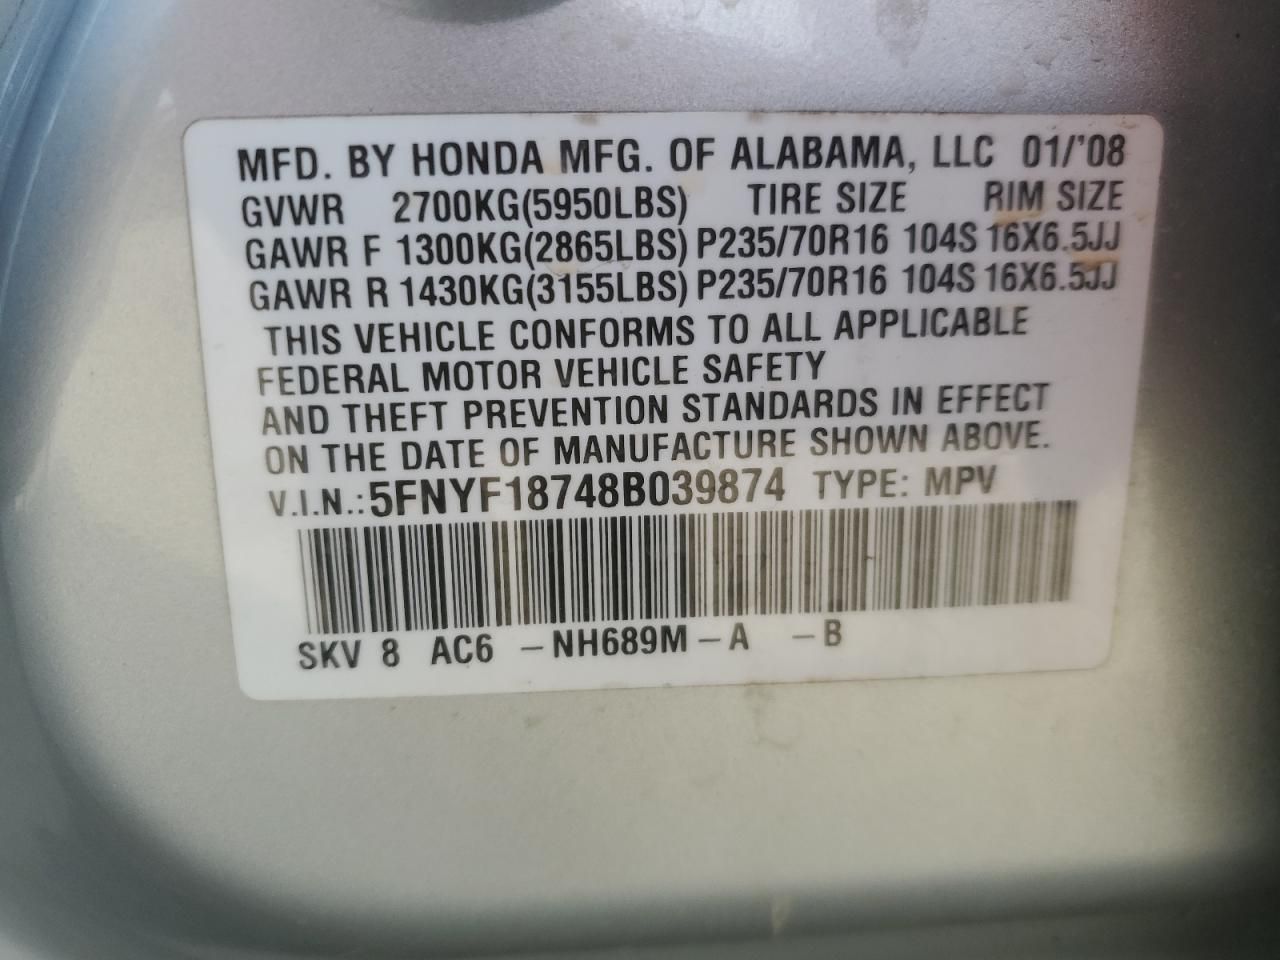 MFD. BY HONDA MFG. OF ALABAMA, LLC 01/'08
GVWR 2700KG(5950LBS) TIRE SIZE RIM SIZE
GAWR F 1300KG(2865LBS) P235/70R16 104S 16X6.5JJ
GAWR R 1430KG(3155LBS) P235/70R16 104S 16X6.5JJ
THIS VEHICLE CONFORMS TO ALL APPLICABLE
FEDERAL MOTOR VEHICLE SAFETY
AND THEFT PREVENTION STANDARDS IN EFFECT
ON THE DATE OF MANUFACTURE SHOWN ABOVE.
V.I.N.: 5FNYF18748B039874 TYPE: MPV
SKV 8 AC6 –NH689M–A –B